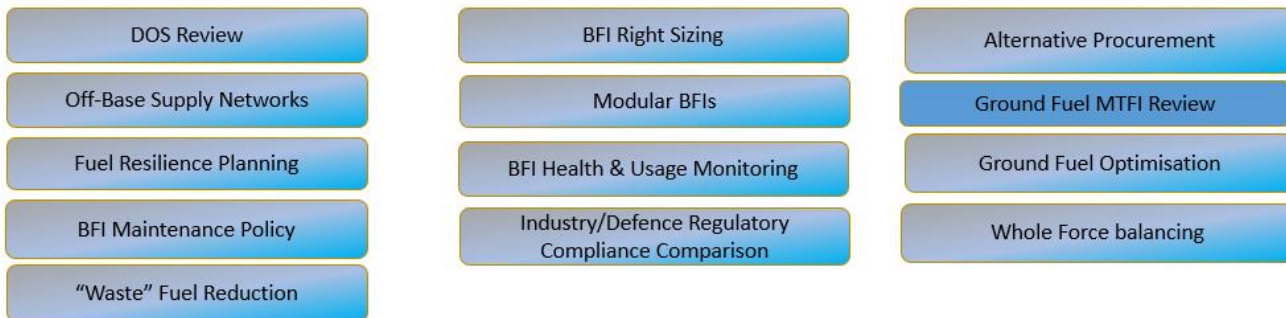 DOS Review
Off-Base Supply Networks
Fuel Resilience Planning
BFI Maintenance Policy
“Waste” Fuel Reduction
BFI Right Sizing
Modular BFIs
BFI Health & Usage Monitoring
Industry/Defence Regulatory
Compliance Comparison
Alternative Procurement
Ground Fuel MTFI Review
Ground Fuel Optimisation
Whole Force balancing